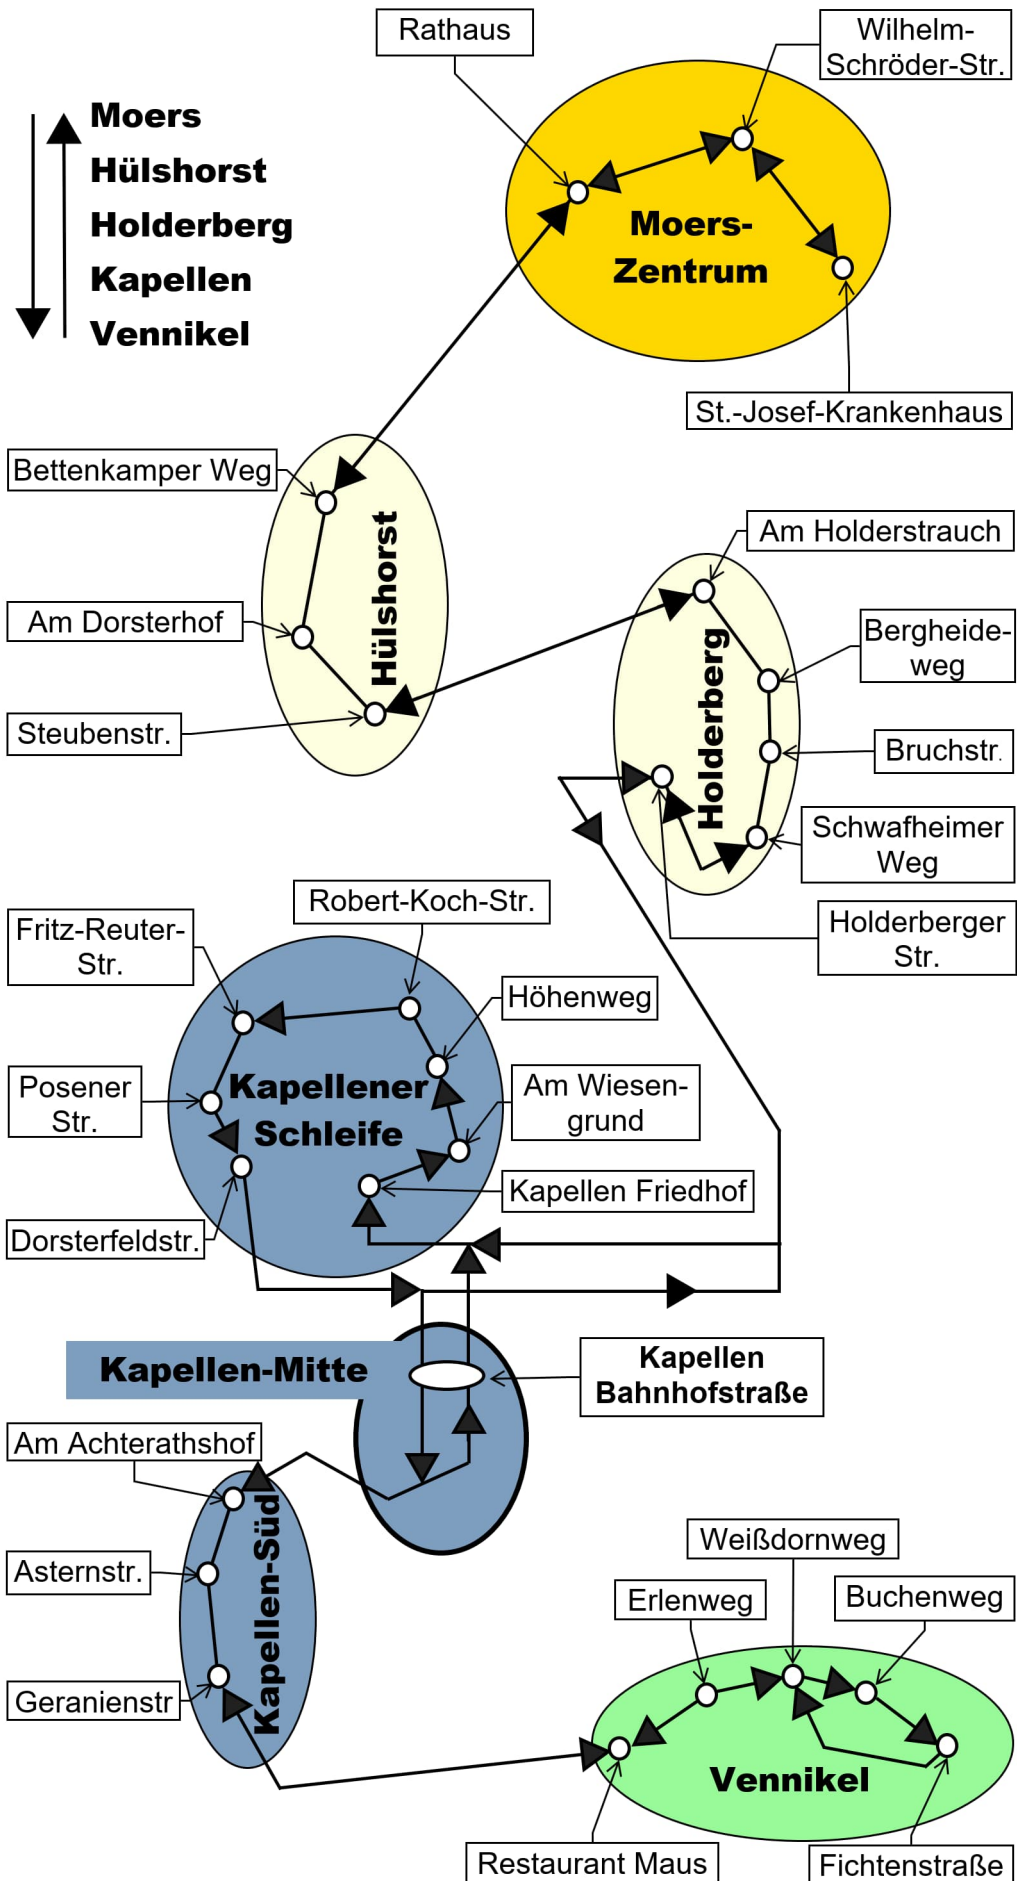 Rathaus
Wilhelm-
Schröder-Str.
Moers
Hülshorst
Holderberg
Kapellen
Vennikel
Moers-
Zentrum
St.-Josef-Krankenhaus
Bettenkamper Weg
Hülshorst
Am Dorsterhof
Steubenstr.
Am Holderstrauch
Bergheide-
weg
Holderberg
Bruchstr.
Schwafheimer
Weg
Holderberger
Str.
Robert-Koch-Str.
Fritz-Reuter-
Str.
Höhenweg
Posener
Str.
Kapellener
Schleife
Am Wiesen-
grund
Kapellen Friedhof
Dorsterfeldstr.
Kapellen-Mitte
Kapellen
Bahnhofstraße
Am Achterathshof
Kapellen-Süd
Asternstr.
Geranienstr
Weißdornweg
Erlenweg
Buchenweg
Vennikel
Restaurant Maus
Fichtenstraße